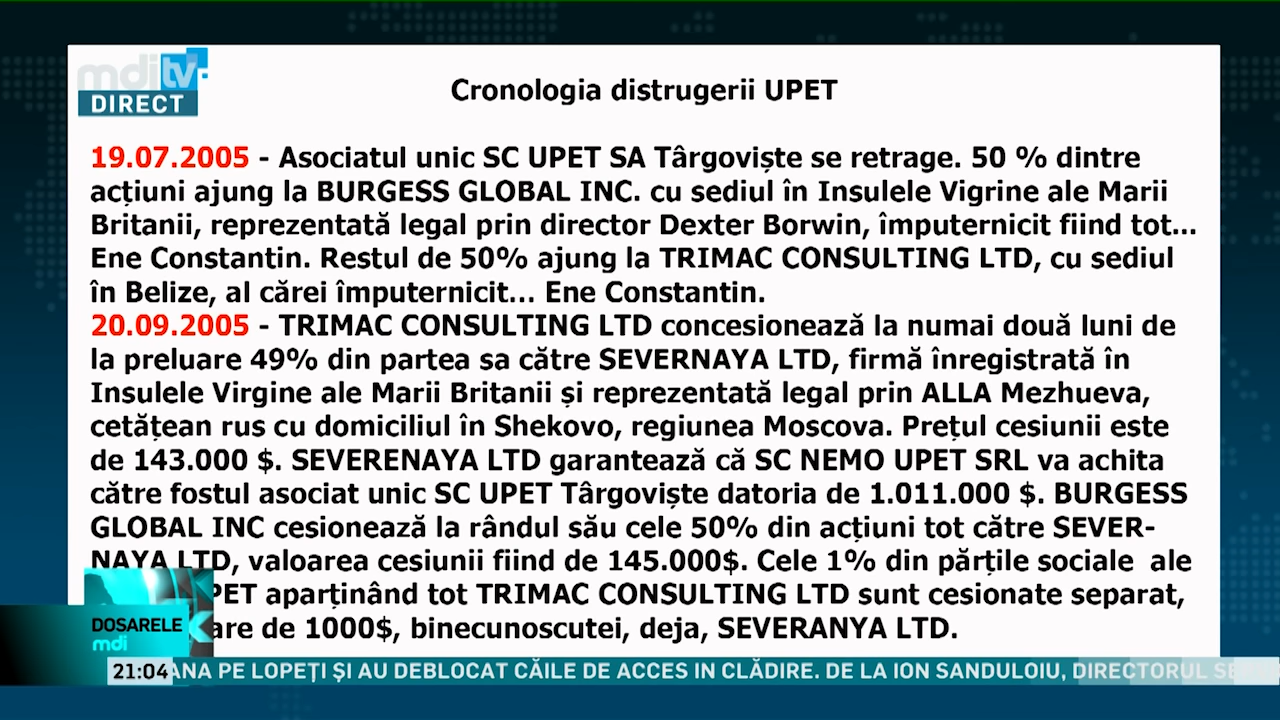 mditv
DIRECT
Cronologia distrugerii UPET
19.07.2005 - Asociatul unic SC UPET SA Târgoviște se retrage. 50 % dintre
acțiuni ajung la BURGESS GLOBAL INC. cu sediul în Insulele Vigrine ale Marii
Britanii, reprezentată legal prin director Dexter Borwin, împuternicit fiind tot...
Ene Constantin. Restul de 50% ajung la TRIMAC CONSULTING LTD, cu sediul
în Belize, al cărei împuternicit... Ene Constantin.
20.09.2005 - TRIMAC CONSULTING LTD concesionează la numai două luni de
la preluare 49% din partea sa către SEVERNAYA LTD, firmă înregistrată în
Insulele Virgine ale Marii Britanii și reprezentată legal prin ALLA Mezhueva,
cetățean rus cu domiciliul în Shekovo, regiunea Moscova. Prețul cesiunii este
de 143.000 $. SEVERENAYA LTD garantează că SC NEMO UPET SRL va achita
către fostul asociat unic SC UPET Târgoviște datoria de 1.011.000 $. BURGESS
GLOBAL INC cesionează la rândul său cele 50% din acțiuni tot către SEVER-
NAYA LTD, valoarea cesiunii fiind de 145.000$. Cele 1% din părțile sociale ale
PET aparținând tot TRIMAC CONSULTING LTD sunt cesionate separat,
are de 1000$, binecunoscutei, deja, SEVERANYA LTD.
DOSARELE
mdi
21:04 ANA PE LOPEȚI ȘI AU DEBLOCAT CĂILE DE ACCES IN CLĂDIRE. DE LA ION SANDULOIU, DIRECTORUL